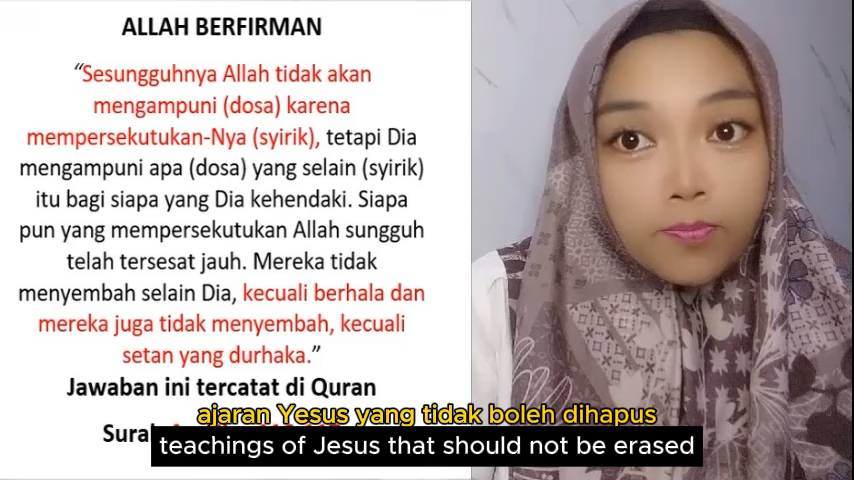 ALLAH BERFIRMAN
“Sesungguhnya Allah tidak akan
mengampuni (dosa) karena
mempersekutukan-Nya (syirik), tetapi Dia
mengampuni apa (dosa) yang selain (syirik)
itu bagi siapa yang Dia kehendaki. Siapa
pun yang mempersekutukan Allah sungguh
telah tersesat jauh. Mereka tidak
menyembah selain Dia, kecuali berhala dan
mereka juga tidak menyembah, kecuali
setan yang durhaka.”
Jawaban ini tercatat di Quran
ajaran Yesus yang tidak boleh dihapus
teachings of Jesus that should not be erased